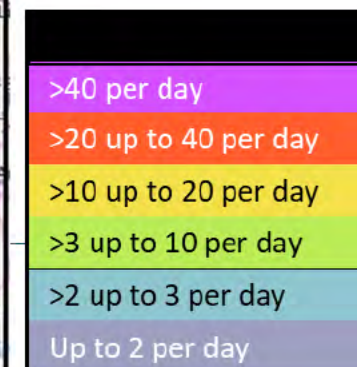 >40 per day
>20 up to 40 per day
>10 up to 20 per day
>3 up to 10 per day
>2 up to 3 per day
Up to 2 per day